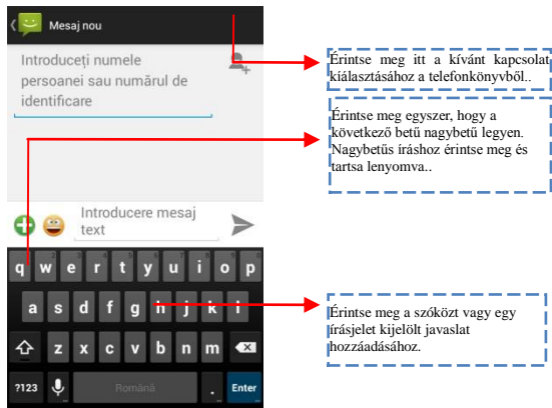 Mesaj nou
Introduceți numele
persoanei sau numărul de
identificare
Introducere mesaj
text
q w e r t y u i o p
a s d f g h j k l
z x c v b n m
?123
Română
.
Enter
Érintse meg itt a kívánt kapcsolat
kíálasztásához a telefonkönyvből..
Érintse meg egyszer, hogy a
következő betű nagybetű legyen.
Nagybetűs íráshoz érintse meg és
tartsa lenyomva..
Érintse meg a szóközt vagy egy
írásjelet kijelölt javaslat
hozzáadásához.